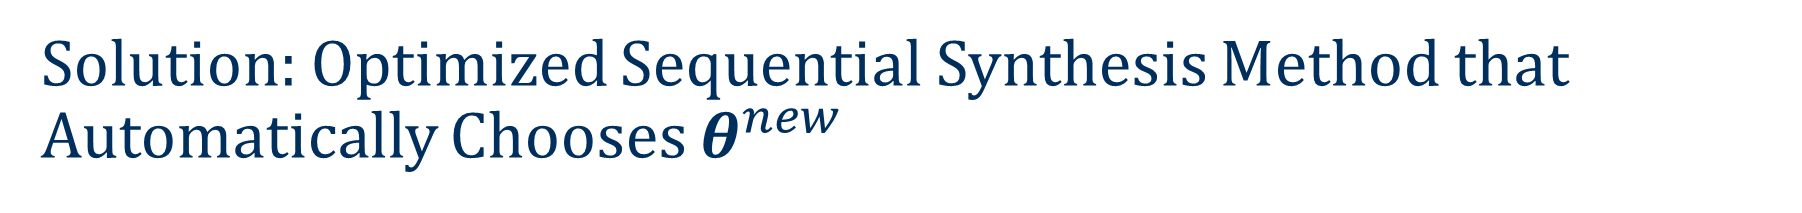 Solution: Optimized Sequential Synthesis Method that
Automatically Chooses θ^new